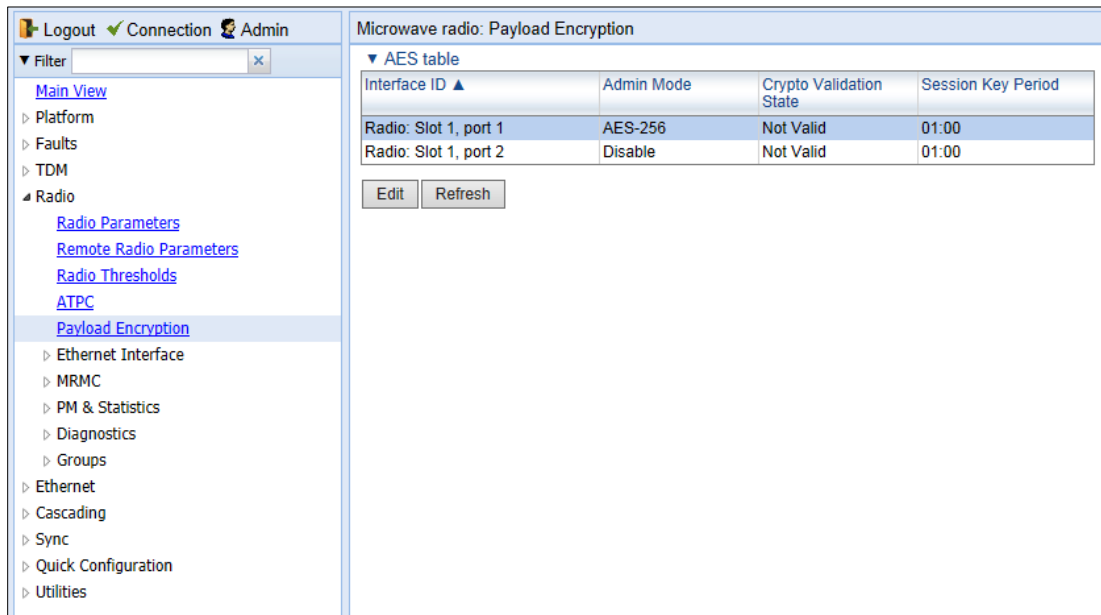 Logout Connection Admin
▼ Filter
Main View
Platform
Faults
TDM
Radio
Radio Parameters
Remote Radio Parameters
Radio Thresholds
ATPC
Payload Encryption
Ethernet Interface
MRMC
PM & Statistics
Diagnostics
Groups
Ethernet
Cascading
Sync
Quick Configuration
Utilities
Microwave radio: Payload Encryption
▼ AES table
Interface ID ▲ Admin Mode Crypto Validation State Session Key Period
Radio: Slot 1, port 1 AES-256 Not Valid 01:00
Radio: Slot 1, port 2 Disable Not Valid 01:00
Edit Refresh